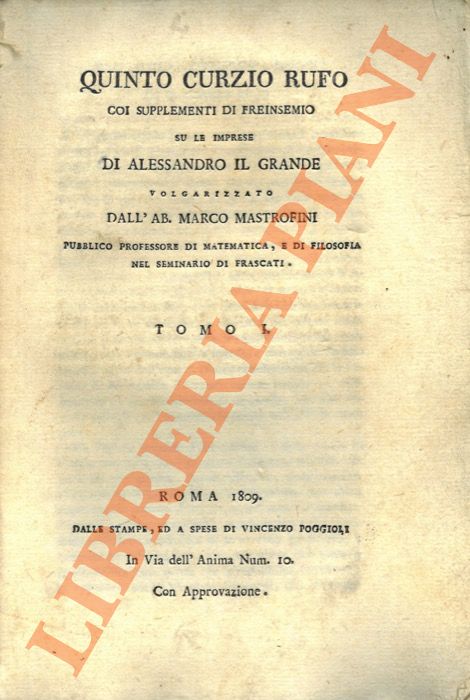 QUINTO CURZIO RUFO
COI SUPPLEMENTI DI FREINSEMIO
SU LE IMPRESE
DI ALESSANDRO IL GRANDE
VOLGARIZZATO
DALL' AB. MARCO MASTROFINI
PUBBLICO PROFESSORE DI MATEMATICA, E DI FILOSOFIA
NEL SEMINARIO DI FRASCATI.
TOMO I.
ROMA 1809.
DALLE STAMPE, ED A SPESE DI VINCENZO POGGIOLI
In Via dell' Anima Num. 10.
Con Approvazione.
LIBRERIA PIANI